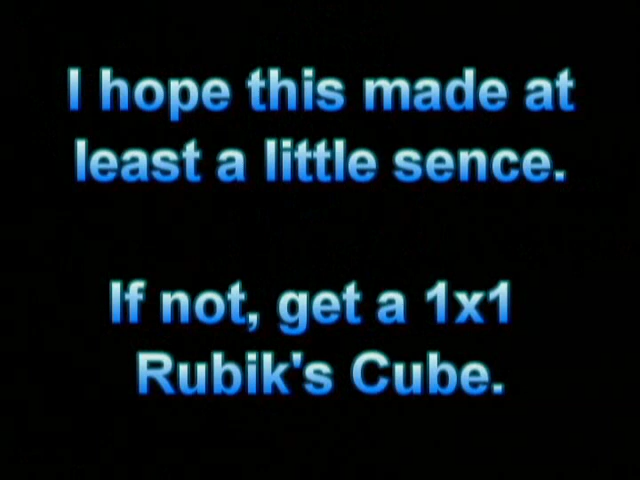 I hope this made at
least a little sence.
If not, get a 1x1
Rubik's Cube.